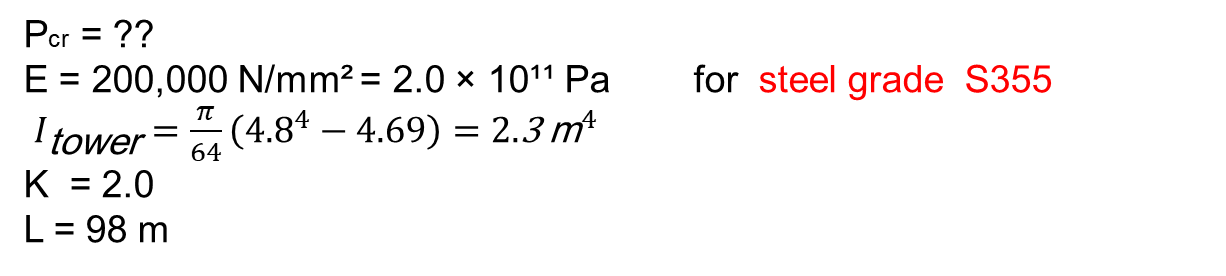 Pcr = ??
E = 200,000 N/mm² = 2.0 × 10¹¹ Pa for steel grade S355
I tower = π/64 (4.8⁴ − 4.69) = 2.3 m⁴
K = 2.0
L = 98 m